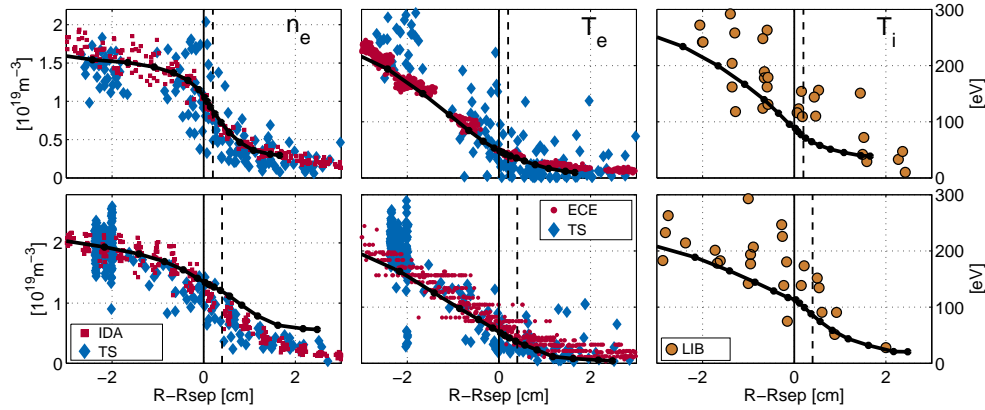 n_e
T_e
T_i
2
1.5
1
0.5
0
[10^19 m^−3]
300
200
100
0
[eV]
2
1
0
[10^19 m^−3]
300
200
100
0
[eV]
IDA
TS
ECE
TS
LIB
−2 0 2
−2 0 2
−2 0 2
R−Rsep [cm]
R−Rsep [cm]
R−Rsep [cm]